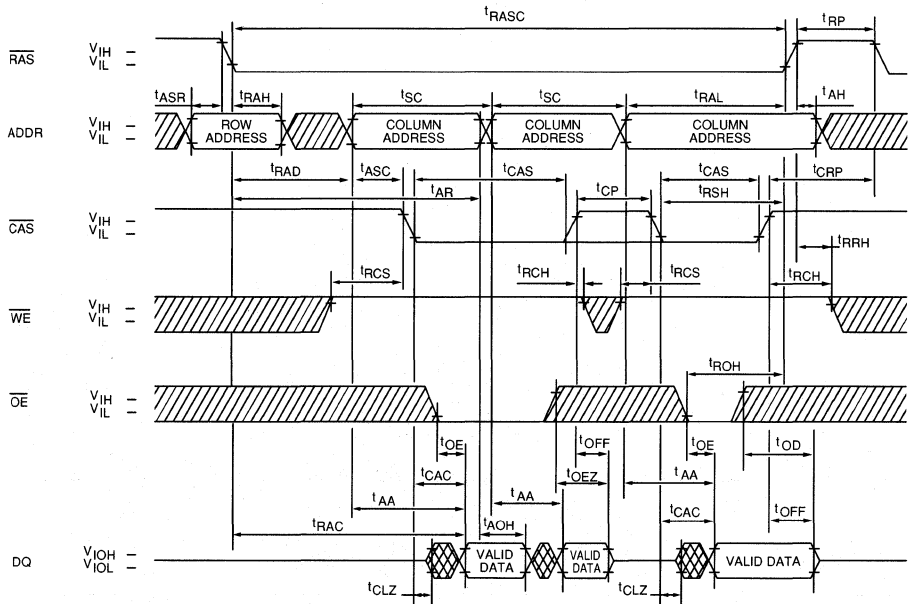 tRASC
tRP
RAS
VIH
VIL
tASR
tRAH
tSC
tSC
tRAL
tAH
ADDR
VIH
VIL
ROW
ADDRESS
COLUMN
ADDRESS
COLUMN
ADDRESS
COLUMN
ADDRESS
tRAD
tASC
tCAS
tCAS
tCRP
tAR
tCP
tRSH
CAS
VIH
VIL
tRRH
tRCS
tRCH
tRCS
tRCH
WE
VIH
VIL
tROH
OE
VIH
VIL
tOE
tOFF
tOE
tOD
tCAC
tOEZ
tAA
tAA
tAA
tCAC
tRAC
tAOH
tOFF
DQ
VIOH
VIOL
VALID
DATA
VALID
DATA
VALID DATA
tCLZ
tCLZ